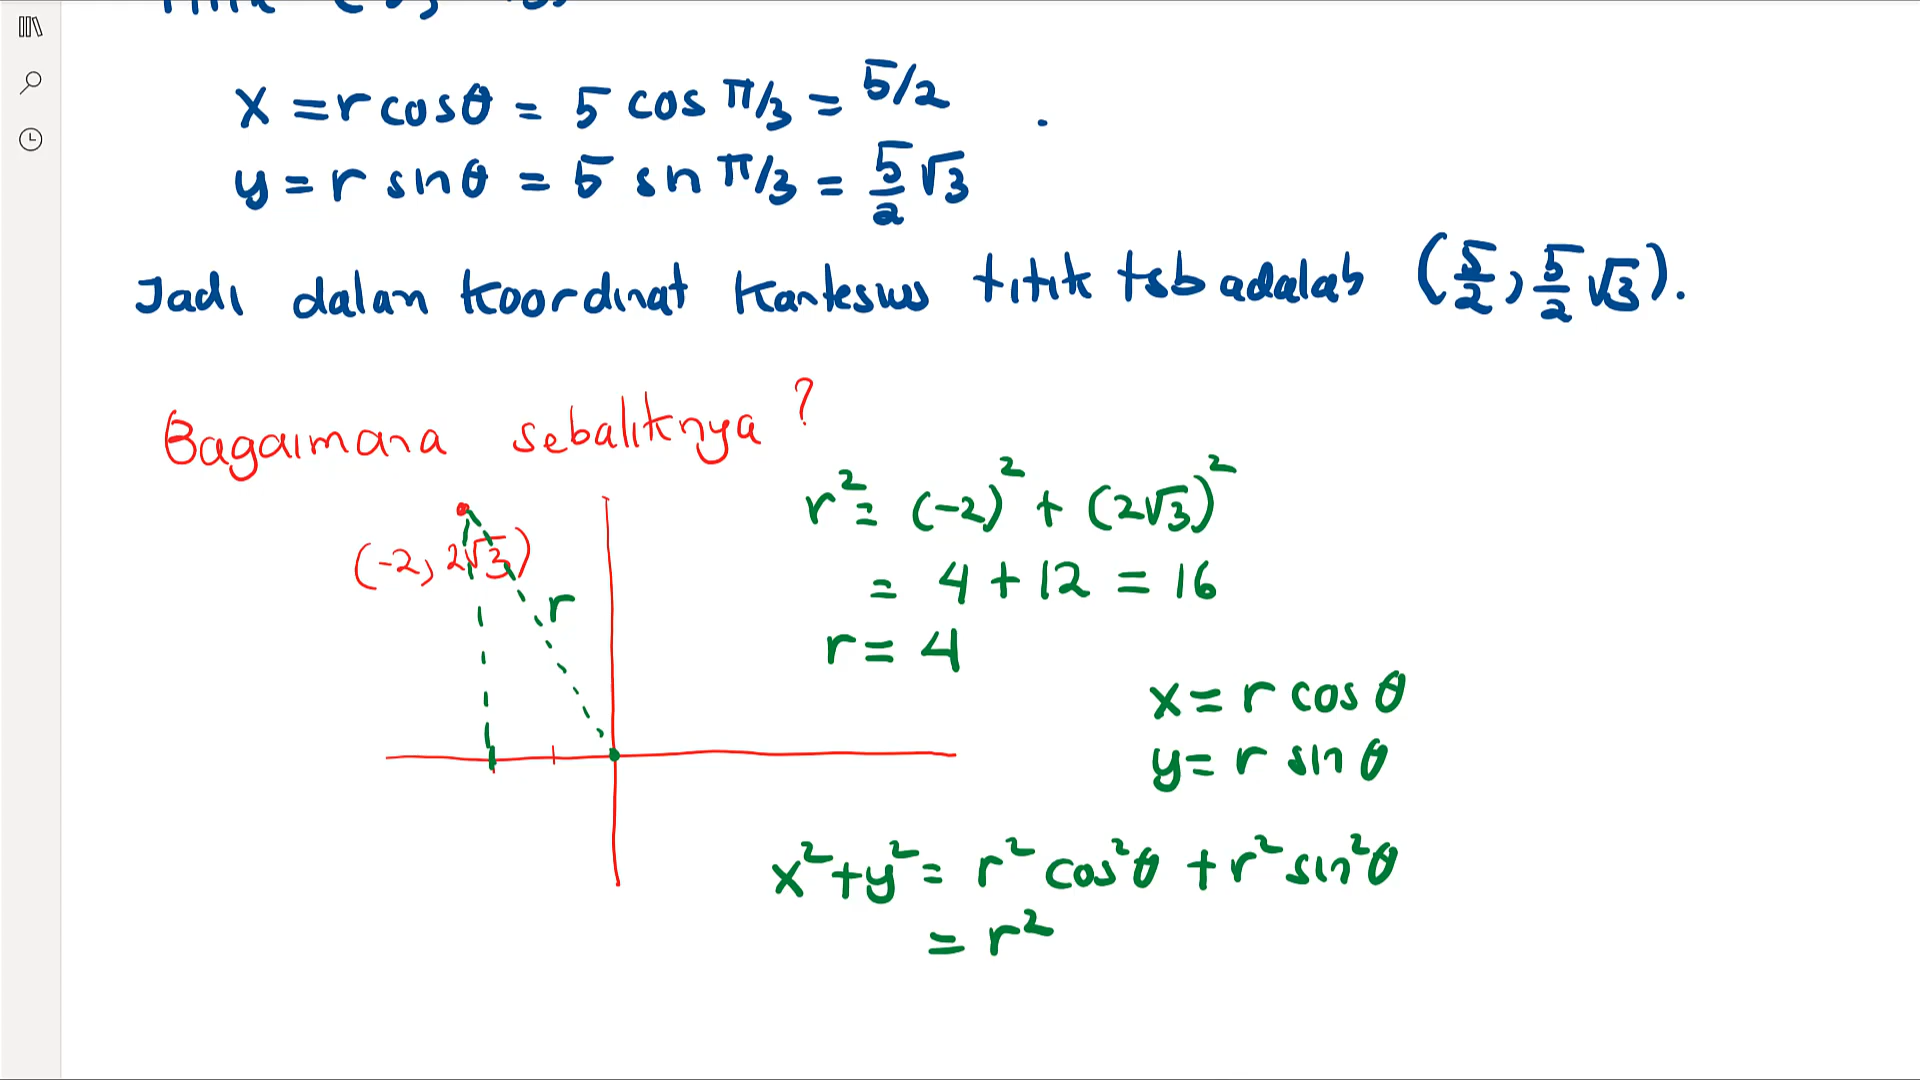 x = r cos θ = 5 cos π/3 = 5/2
y = r sin θ = 5 sin π/3 = 5/2 √3
Jadi dalam koordinat kartesius titik tsb adalah (5/2, 5/2 √3).
Bagaimana sebaliknya?
(-2, 2√3)
r
r² = (-2)² + (2√3)²
= 4 + 12 = 16
r = 4
x = r cos θ
y = r sin θ
x² + y² = r² cos² θ + r² sin² θ
= r²